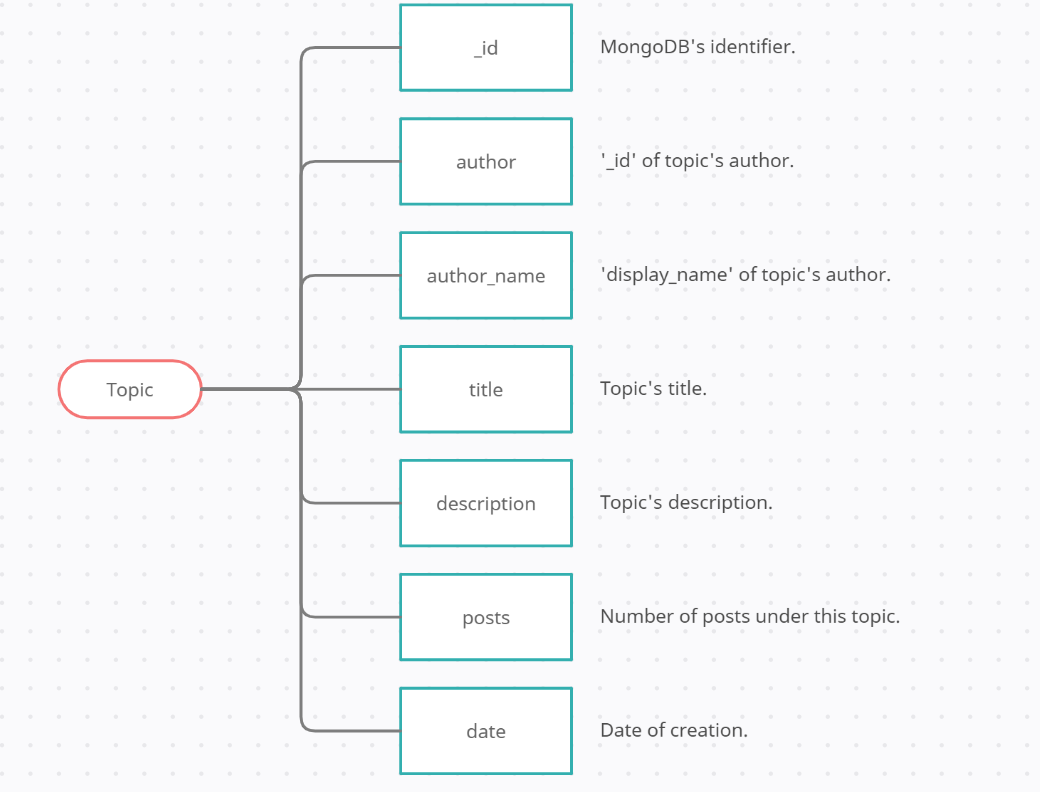 _id
MongoDB's identifier.
author
'_id' of topic's author.
author_name
'display_name' of topic's author.
Topic
title
Topic's title.
description
Topic's description.
posts
Number of posts under this topic.
date
Date of creation.